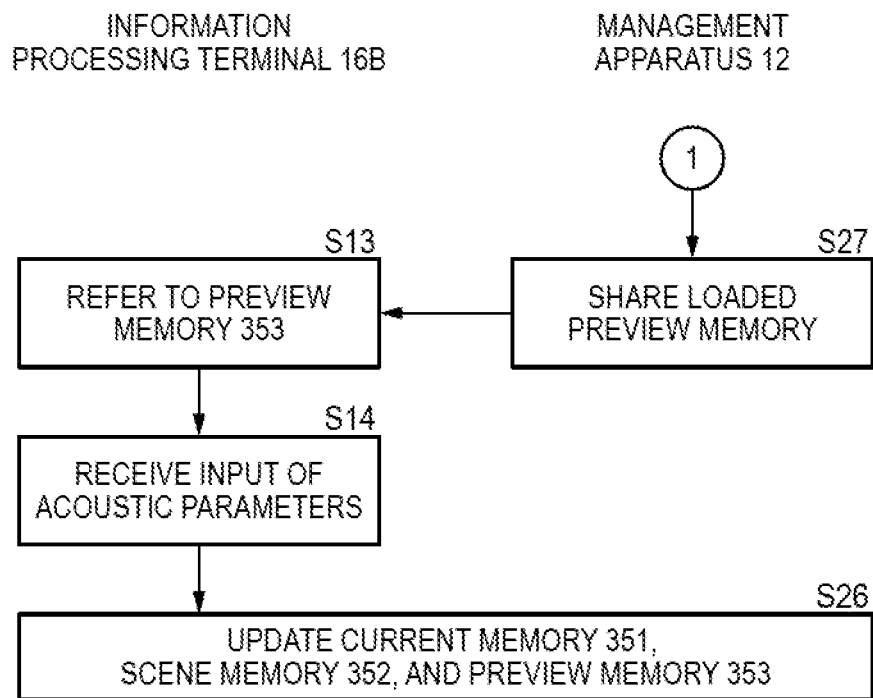 INFORMATION
PROCESSING TERMINAL 16B
MANAGEMENT
APPARATUS 12
1
S13
REFER TO PREVIEW
MEMORY 353
S27
SHARE LOADED
PREVIEW MEMORY
S14
RECEIVE INPUT OF
ACOUSTIC PARAMETERS
S26
UPDATE CURRENT MEMORY 351,
SCENE MEMORY 352, AND PREVIEW MEMORY 353